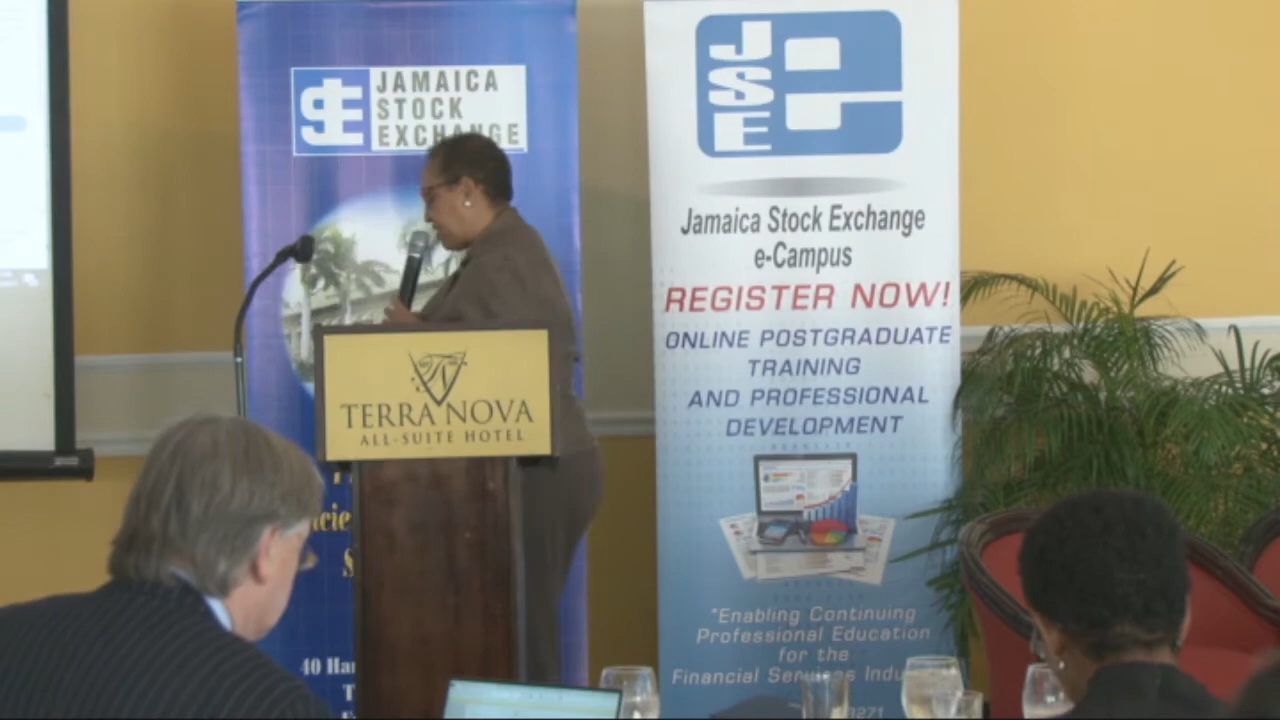 JAMAICA
STOCK
EXCHANGE
TERRA NOVA
ALL-SUITE HOTEL
40
JSE
Jamaica Stock Exchange
e-Campus
REGISTER NOW!
ONLINE POSTGRADUATE
TRAINING
AND PROFESSIONAL
DEVELOPMENT
"Enabling Continuing
Professional Education
for the
Financial Services